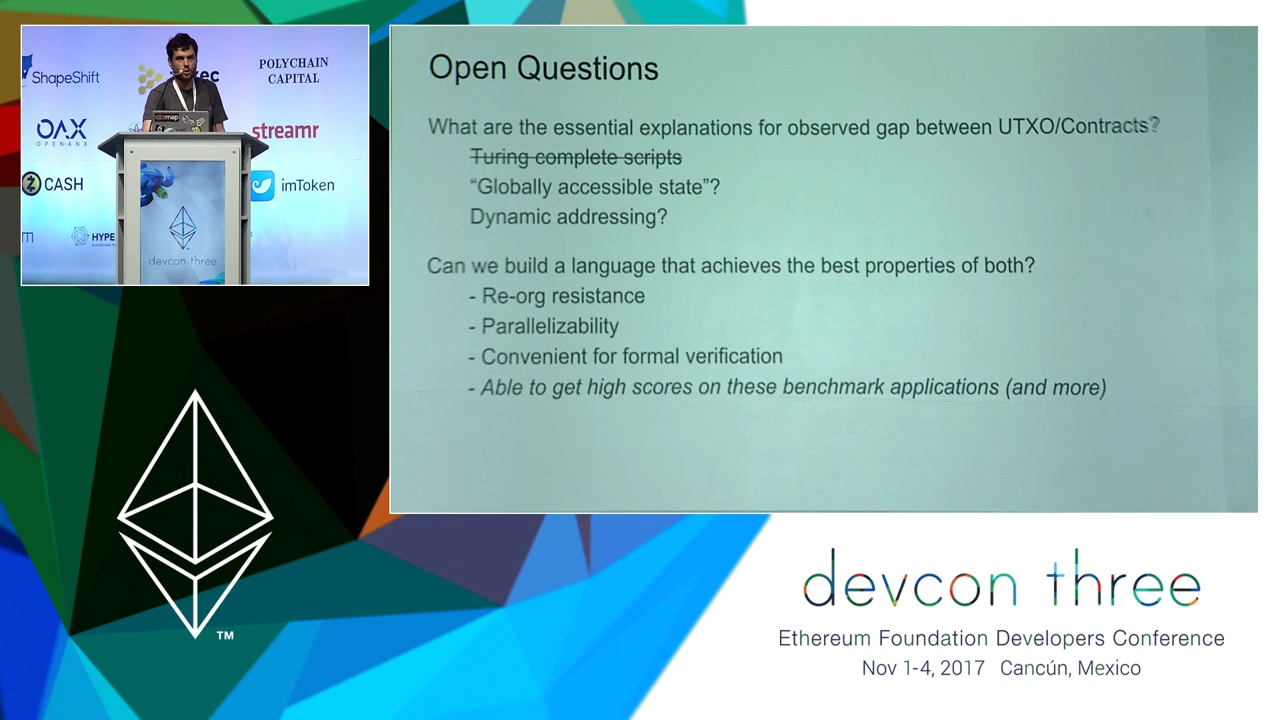 ShapeShift
exec
POLYCHAIN
CAPITAL
OAX
OPENANX
streamr
CASH
imToken
HYPE
devcon three
Open Questions
What are the essential explanations for observed gap between UTXO/Contracts?
Turing complete scripts
“Globally accessible state”?
Dynamic addressing?
Can we build a language that achieves the best properties of both?
- Re-org resistance
- Parallelizability
- Convenient for formal verification
- Able to get high scores on these benchmark applications (and more)
TM
devcon three
Ethereum Foundation Developers Conference
Nov 1-4, 2017 Cancún, Mexico